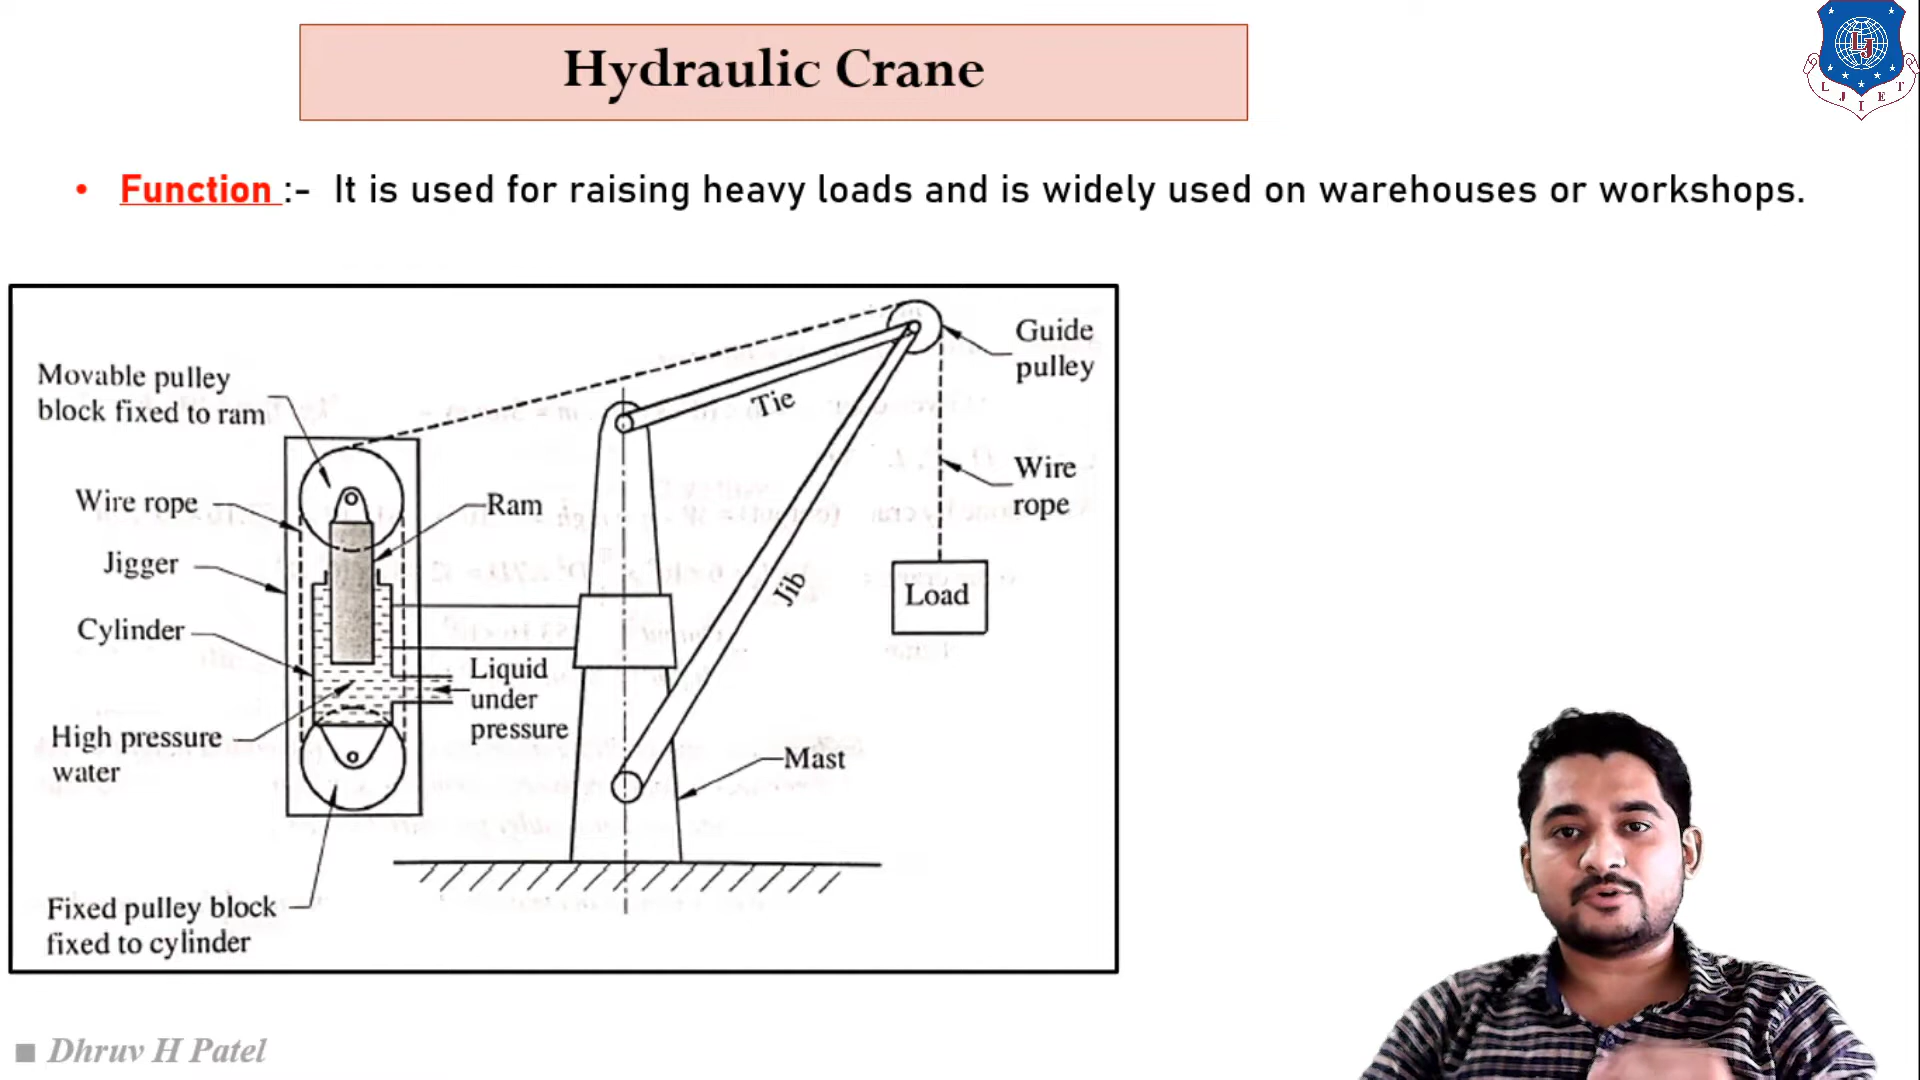 Hydraulic Crane
LJ
L J I E T
• Function :- It is used for raising heavy loads and is widely used on warehouses or workshops.
Movable pulley
block fixed to ram
Wire rope
Jigger
Cylinder
High pressure
water
Fixed pulley block
fixed to cylinder
Ram
Liquid
under
pressure
Tie
Jib
Mast
Guide
pulley
Wire
rope
Load
Dhruv H Patel